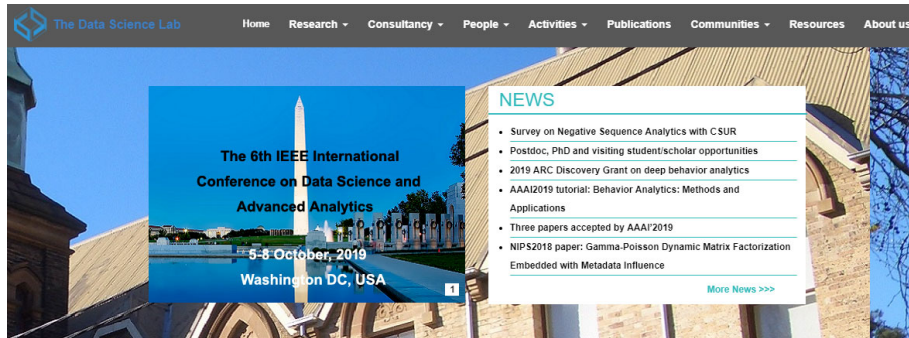 The Data Science Lab
Home Research Consultancy People Activities Publications Communities Resources About us
The 6th IEEE International
Conference on Data Science and
Advanced Analytics
5-8 October, 2019
Washington DC, USA
1
NEWS
Survey on Negative Sequence Analytics with CSUR
Postdoc, PhD and visiting student/scholar opportunities
2019 ARC Discovery Grant on deep behavior analytics
AAAI2019 tutorial: Behavior Analytics: Methods and
Applications
Three papers accepted by AAAI'2019
NIPS2018 paper: Gamma-Poisson Dynamic Matrix Factorization
Embedded with Metadata Influence
More News >>>